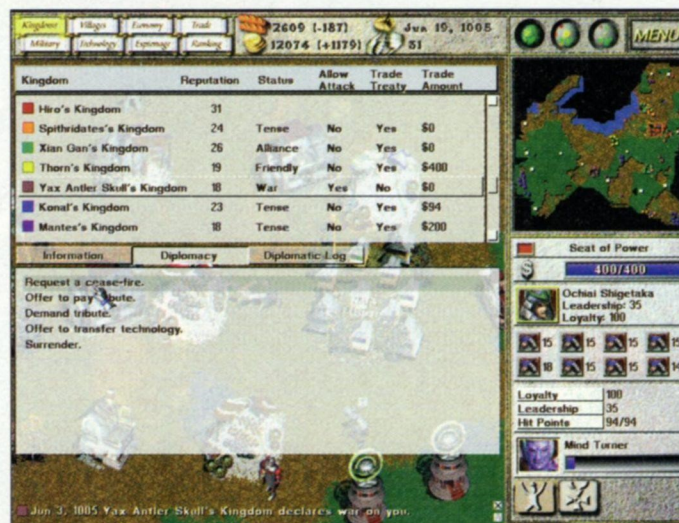 Kingdoms Villages Economy Trade
Military Technology Espionage Ranking
2609 (-187) Jun 19, 1005
12074 (+1179) 51
MENU
Kingdom Reputation Status Allow Attack Trade Treaty Trade Amount
Hiro's Kingdom 31
Spithridates's Kingdom 24 Tense No Yes $0
Xian Gan's Kingdom 26 Alliance No Yes $0
Thorn's Kingdom 19 Friendly No Yes $400
Yax Antler Skull's Kingdom 18 War Yes No $0
Konal's Kingdom 23 Tense No Yes $94
Mantes's Kingdom 18 Tense No Yes $200
Information Diplomacy Diplomatic Log
Request a cease-fire.
Offer to pay tribute.
Demand tribute.
Offer to transfer technology.
Surrender.
Jun 3, 1005 Yax Antler Skull's Kingdom declares war on you.
Seat of Power
$ 400/400
Ochiai Shigetaka
Leadership: 35
Loyalty: 100
15 15 15 15
18 15 15 14
Loyalty 100
Leadership 35
Hit Points 94/94
Mind Turner